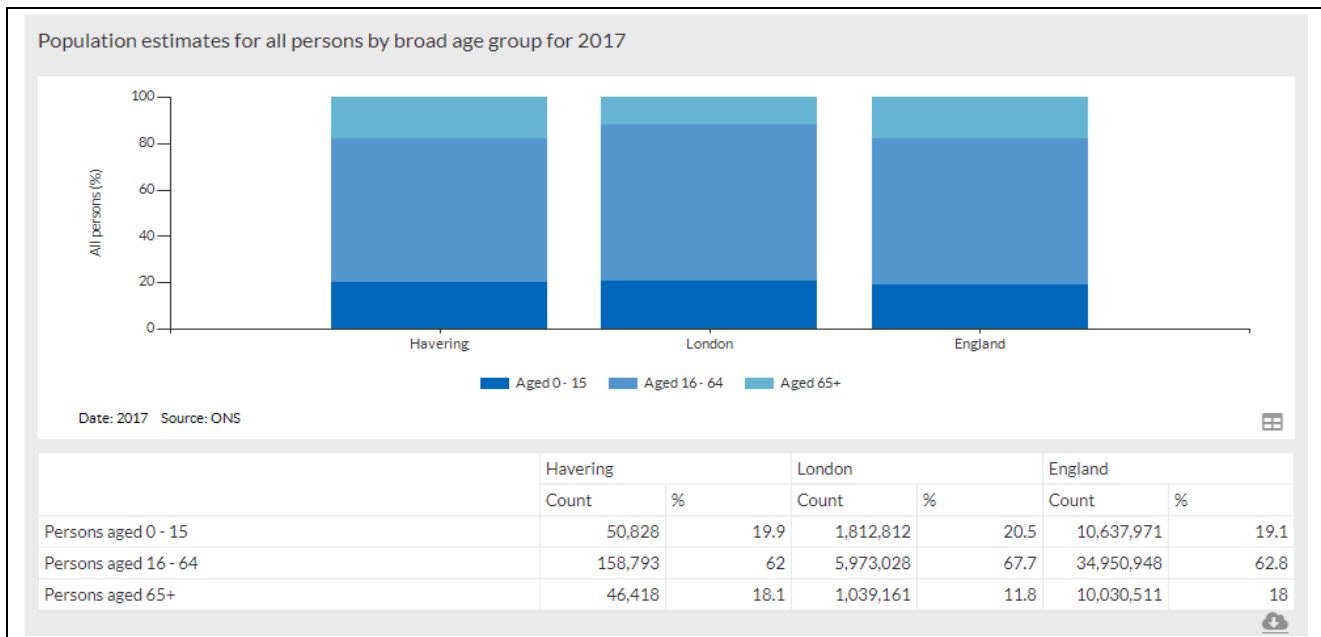 Population estimates for all persons by broad age group for 2017
100
80
60
40
20
0
All persons (%)
Havering London England
Aged 0 - 15 Aged 16 - 64 Aged 65+
Date: 2017 Source: ONS
Havering London England
Count % Count % Count %
Persons aged 0 - 15 50,828 19.9 1,812,812 20.5 10,637,971 19.1
Persons aged 16 - 64 158,793 62 5,973,028 67.7 34,950,948 62.8
Persons aged 65+ 46,418 18.1 1,039,161 11.8 10,030,511 18